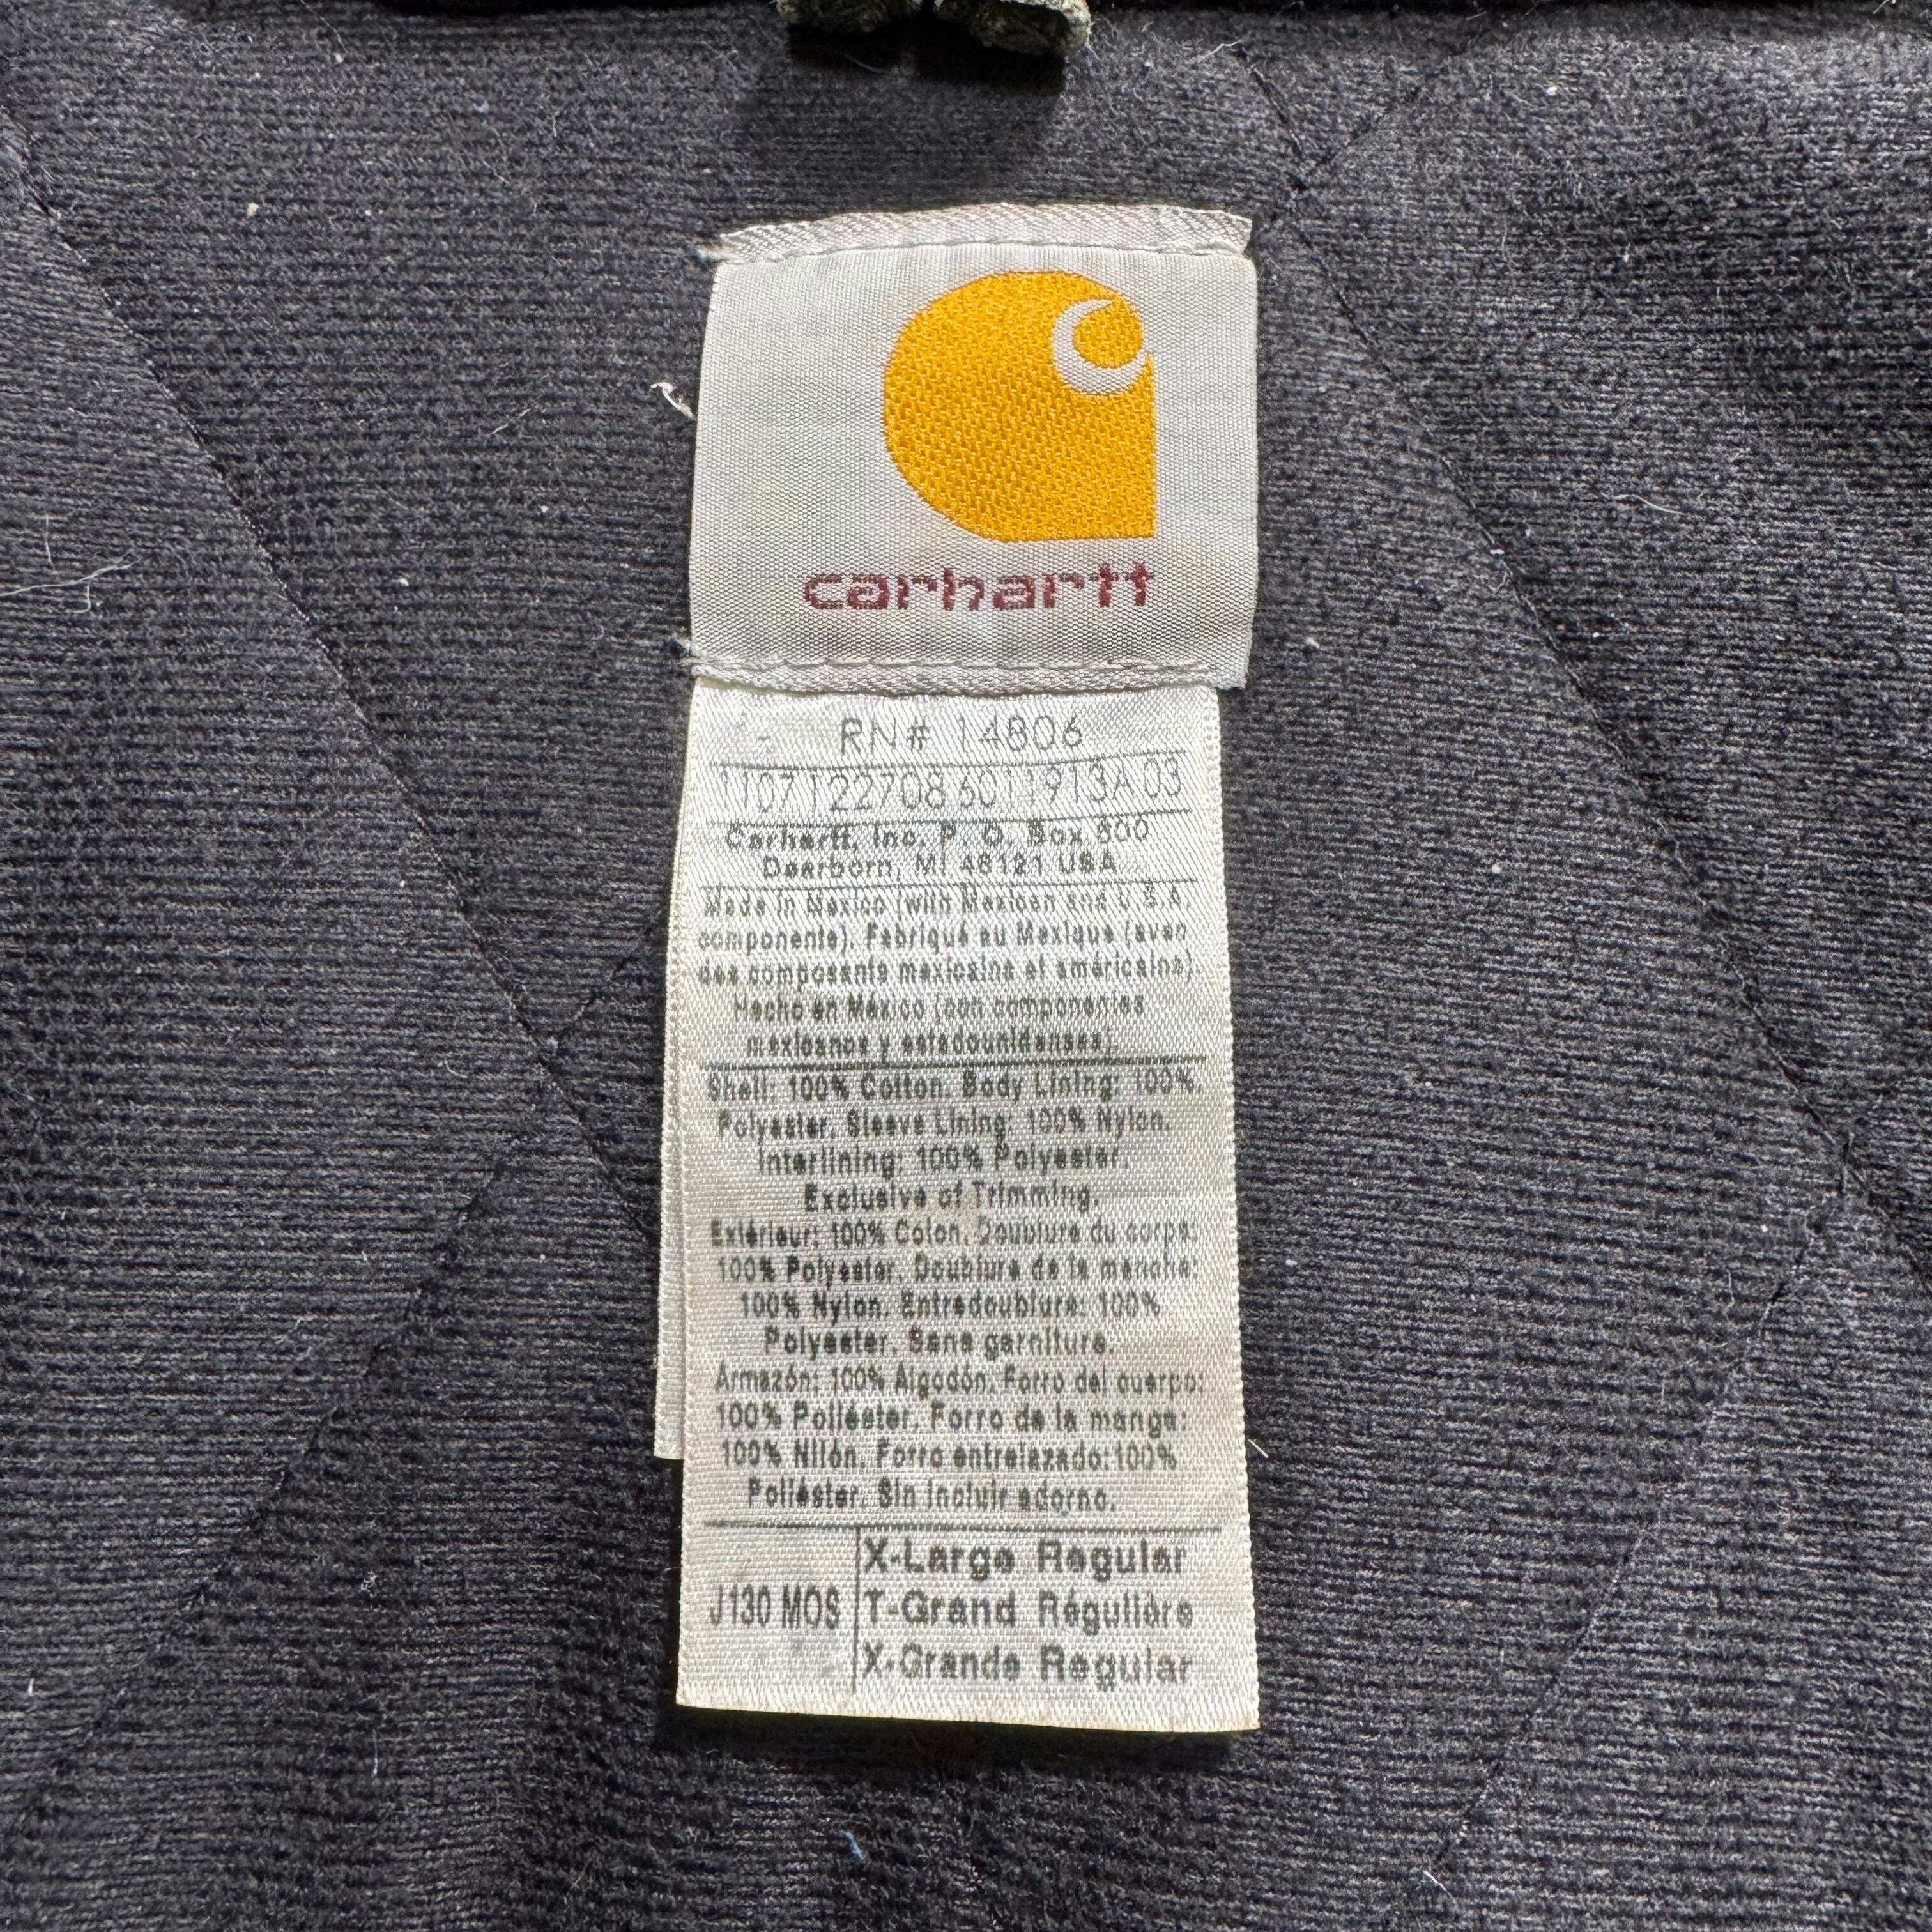 carhartt
RN# 14806
1107122708601191​3A 03
Carhartt, Inc. P. O. Box 600
Dearborn, MI 48121 USA
Made in Mexico (with Mexican and U.S.A.
components). Fabriqué au Mexique (avec
des composants mexicains et américains).
Hecho en México (con componentes
mexicanos y estadounidenses).
Shell: 100% Cotton. Body Lining: 100%
Polyester. Sleeve Lining: 100% Nylon.
Interlining: 100% Polyester.
Exclusive of Trimming.
Extérieur: 100% Coton. Doublure du corps:
100% Polyester. Doublure de la manche:
100% Nylon. Entredoublure: 100%
Polyester. Sans garniture.
Armazón: 100% Algodón. Forro del cuerpo:
100% Poliéster. Forro de la manga:
100% Nilón. Forro entrelazado:100%
Poliéster. Sin incluir adorno.
J130 MOS
X-Large Regular
T-Grand Régulière
X-Grande Regular